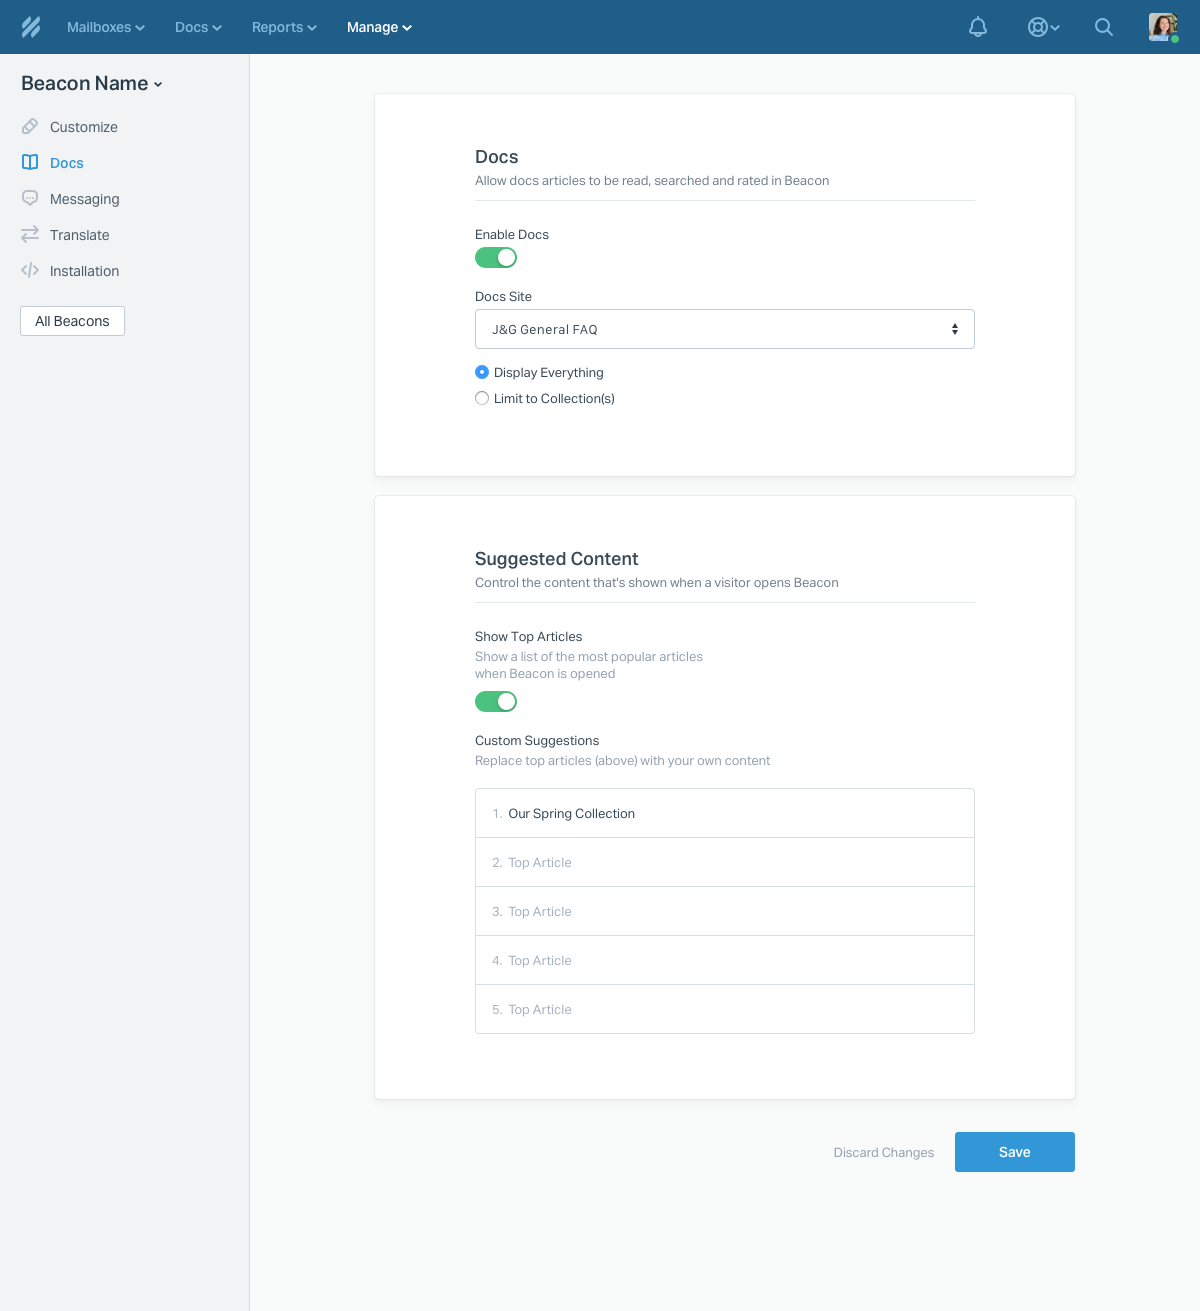 Mailboxes Docs Reports Manage
Beacon Name
Customize
Docs
Messaging
Translate
Installation
All Beacons
Docs
Allow docs articles to be read, searched and rated in Beacon
Enable Docs
Docs Site
J&G General FAQ
Display Everything
Limit to Collection(s)
Suggested Content
Control the content that's shown when a visitor opens Beacon
Show Top Articles
Show a list of the most popular articles
when Beacon is opened
Custom Suggestions
Replace top articles (above) with your own content
1. Our Spring Collection
2. Top Article
3. Top Article
4. Top Article
5. Top Article
Discard Changes Save